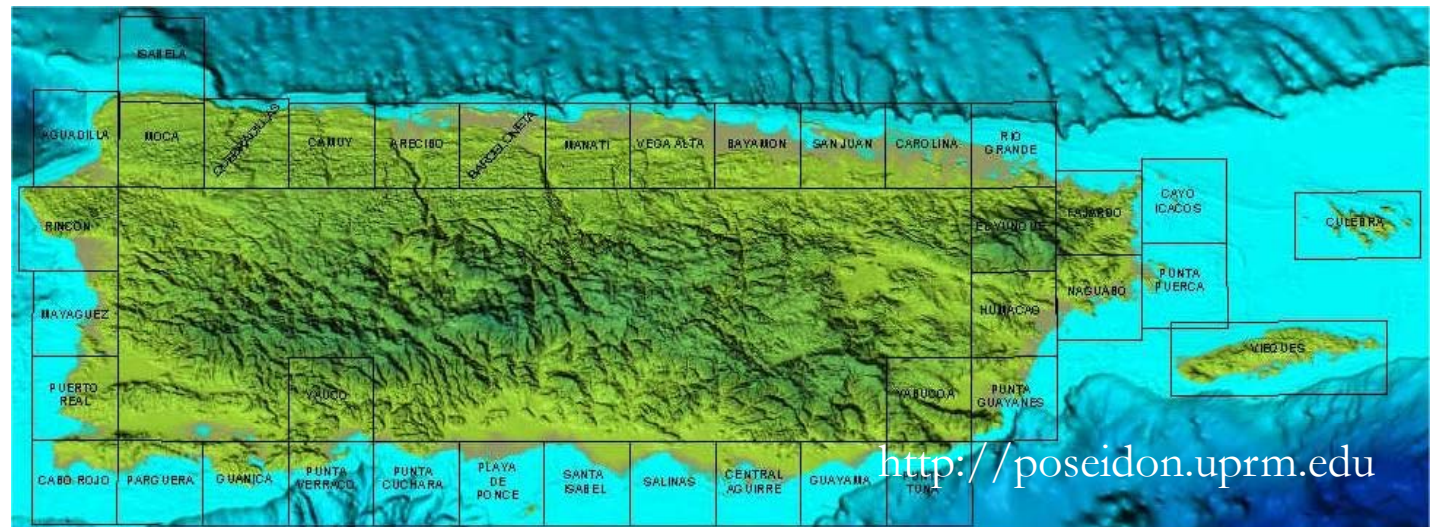 ISABELA
AGUADILLA
MOCA
QUEBRADILLAS
CAMUY
ARECIBO
BARCELONETA
MANATI
VEGA ALTA
BAYAMON
SAN JUAN
CAROLINA
RIO
GRANDE
RINCON
EL YUNQUE
FAJARDO
CAYO
ICACOS
CULEBRA
MAYAGUEZ
HUMACAO
NAGUABO
PUNTA
PUERCA
VIEQUES
PUERTO
REAL
YAUCO
YABUCOA
PUNTA
GUAYANES
CABO ROJO
PARGUERA
GUANICA
PUNTA
VERRACO
PUNTA
CUCHARA
PLAYA
DE
PONCE
SANTA
ISABEL
SALINAS
CENTRAL
AGUIRRE
GUAYAMA
TUNA
http://poseidon.uprm.edu